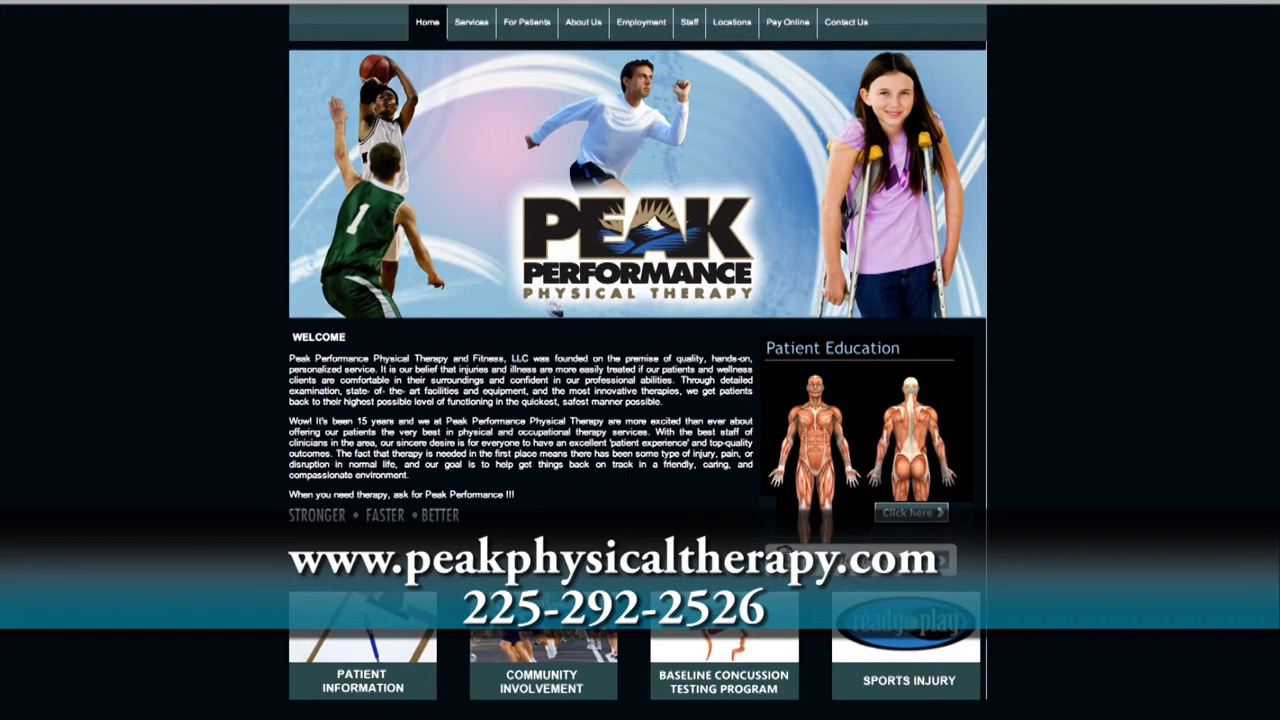 Home Services For Patients About Us Employment Staff Locations Pay Online Contact Us
1
PEAK
PERFORMANCE
PHYSICAL THERAPY
WELCOME
Peak Performance Physical Therapy and Fitness, LLC was founded on the premise of quality, hands-on,
personalized service. It is our belief that injuries and illness are more easily treated if our patients and wellness
clients are comfortable in their surroundings and confident in our professional abilities. Through detailed
examination, state- of- the- art facilities and equipment, and the most innovative therapies, we get patients
back to their highest possible level of functioning in the quickest, safest manner possible.
Wow! It's been 15 years and we at Peak Performance Physical Therapy are more excited than ever about
offering our patients the very best in physical and occupational therapy services. With the best staff of
clinicians in the area, our sincere desire is for everyone to have an excellent 'patient experience' and top-quality
outcomes. The fact that therapy is needed in the first place means there has been some type of injury, pain, or
disruption in normal life, and our goal is to help get things back on track in a friendly, caring, and
compassionate environment.
When you need therapy, ask for Peak Performance !!!
STRONGER • FASTER • BETTER
Patient Education
Click here
www.peakphysicaltherapy.com
225-292-2526
ready to play
PATIENT
INFORMATION
COMMUNITY
INVOLVEMENT
BASELINE CONCUSSION
TESTING PROGRAM
SPORTS INJURY